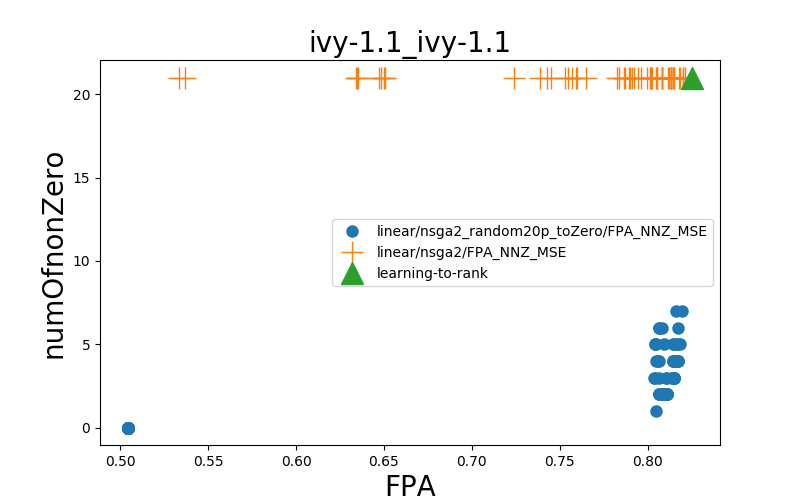 ivy-1.1_ivy-1.1
numOfnonZero
20
15
10
5
0
linear/nsga2_random20p_toZero/FPA_NNZ_MSE
linear/nsga2/FPA_NNZ_MSE
learning-to-rank
0.50 0.55 0.60 0.65 0.70 0.75 0.80
FPA